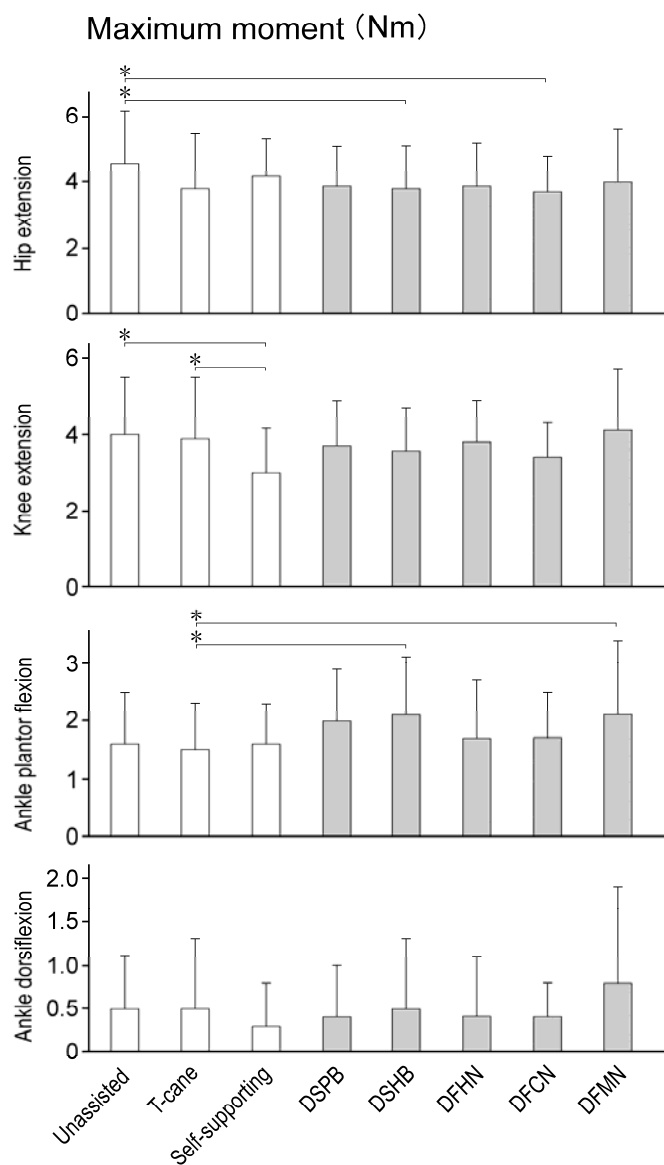 Maximum moment (Nm)
*
*
6
4
2
0
Hip extension
*
*
6
4
2
0
Knee extension
*
*
3
2
1
0
Ankle plantor flexion
2.0
1.5
1.0
0.5
0
Ankle dorsiflexion
Unassisted
T-cane
Self-supporting
DSPB
DSHB
DFHN
DFCN
DFMN